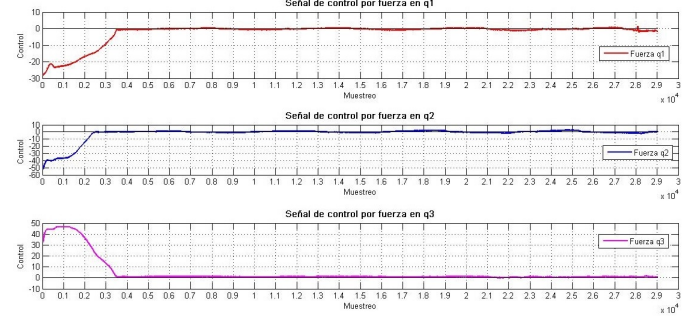 Señal de control por fuerza en q1
10
0
-10
-20
-30
Control
Fuerza q1
0 0.1 0.2 0.3 0.4 0.5 0.6 0.7 0.8 0.9 1 1.1 1.2 1.3 1.4 1.5 1.6 1.7 1.8 1.9 2 2.1 2.2 2.3 2.4 2.5 2.6 2.7 2.8 2.9 3
Muestreo
x 10^4
Señal de control por fuerza en q2
10
0
-10
-20
-30
-40
-50
-60
Control
Fuerza q2
0 0.1 0.2 0.3 0.4 0.5 0.6 0.7 0.8 0.9 1 1.1 1.2 1.3 1.4 1.5 1.6 1.7 1.8 1.9 2 2.1 2.2 2.3 2.4 2.5 2.6 2.7 2.8 2.9 3
Muestreo
x 10^4
Señal de control por fuerza en q3
50
40
30
20
10
0
-10
Control
Fuerza q3
0 0.1 0.2 0.3 0.4 0.5 0.6 0.7 0.8 0.9 1 1.1 1.2 1.3 1.4 1.5 1.6 1.7 1.8 1.9 2 2.1 2.2 2.3 2.4 2.5 2.6 2.7 2.8 2.9 3
Muestreo
x 10^4